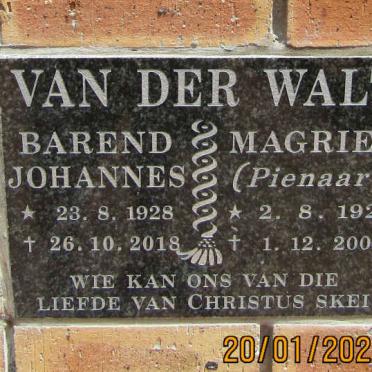 VAN DER WAL
BAREND MAGRIE
JOHANNES (Pienaar
★ 23. 8. 1928 ★ 2. 8. 192
† 26. 10. 2018 † 1. 12. 200
WIE KAN ONS VAN DIE
LIEFDE VAN CHRISTUS SKEI
20/01/202